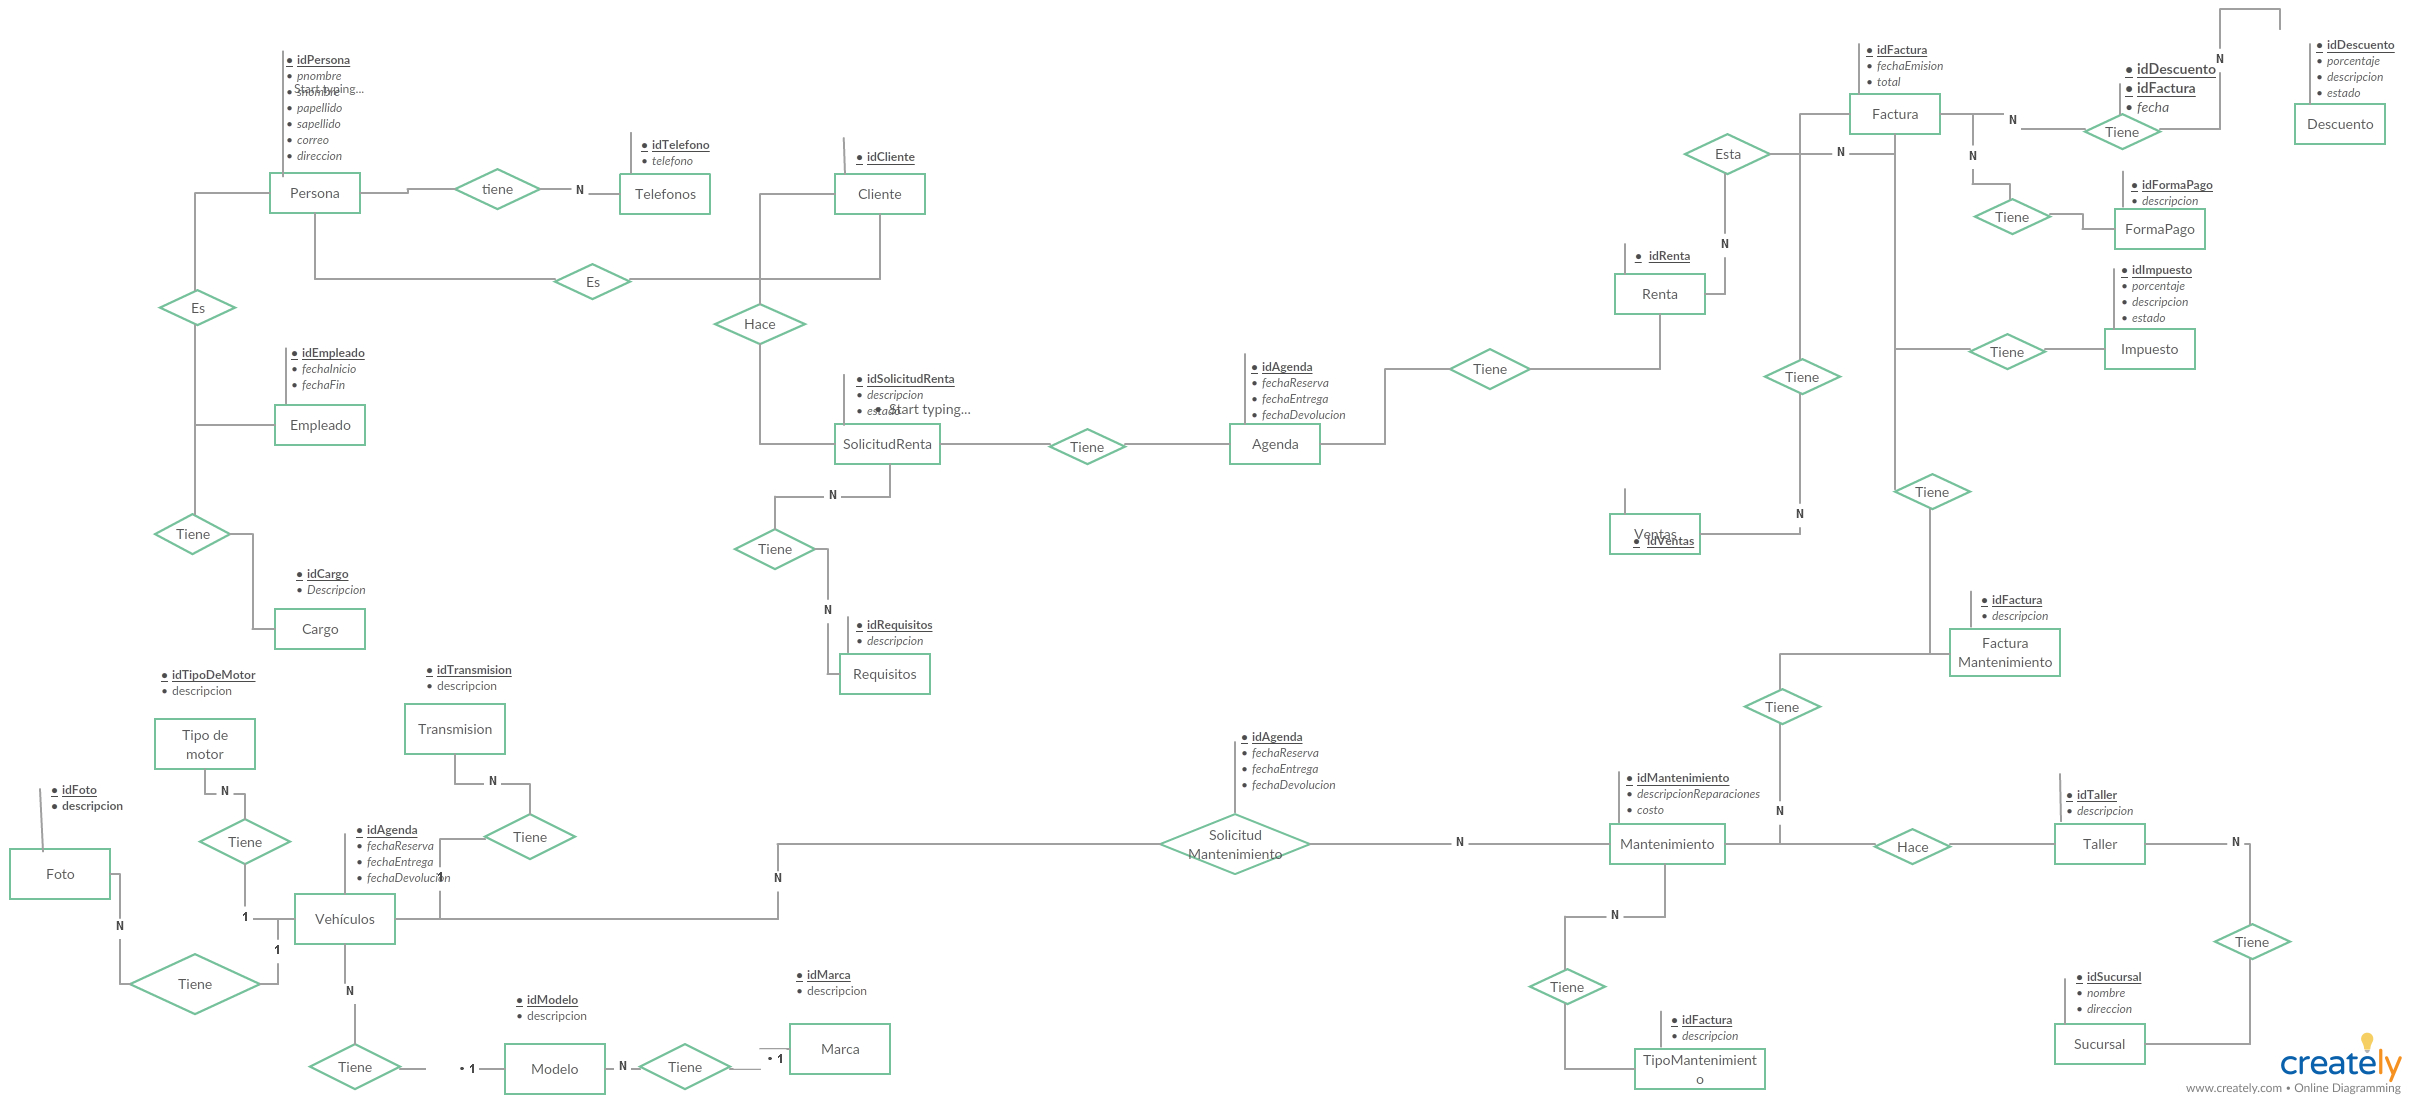 • idPersona
• pnombre
• snombre
Start typing...
• papellido
• sapellido
• correo
• direccion
Persona
tiene
N
• idTelefono
• telefono
Telefonos
• idCliente
Cliente
Es
Es
Hace
• idEmpleado
• fechaInicio
• fechaFin
Empleado
Tiene
• idCargo
• Descripcion
Cargo
• idSolicitudRenta
• descripcion
• estado
• Start typing...
SolicitudRenta
Tiene
N
Tiene
N
• idRequisitos
• descripcion
Requisitos
• idAgenda
• fechaReserva
• fechaEntrega
• fechaDevolucion
Agenda
Tiene
• idRenta
Renta
N
Esta
N
• idFactura
• fechaEmision
• total
Factura
N
• idDescuento
• idFactura
• fecha
Tiene
N
• idDescuento
• porcentaje
• descripcion
• estado
Descuento
N
Tiene
• idFormaPago
• descripcion
FormaPago
• idImpuesto
• porcentaje
• descripcion
• estado
Impuesto
Tiene
Tiene
N
Ventas
• idVentas
Tiene
• idFactura
• descripcion
Factura
Mantenimiento
Tiene
N
• idTipoDeMotor
• descripcion
Tipo de
motor
N
Tiene
1
• idTransmision
• descripcion
Transmision
N
Tiene
1
• idFoto
• descripcion
Foto
N
Tiene
1
• idAgenda
• fechaReserva
• fechaEntrega
• fechaDevolucion
Vehículos
N
Tiene
• 1
• idModelo
• descripcion
Modelo
N
Tiene
• 1
• idMarca
• descripcion
Marca
N
• idAgenda
• fechaReserva
• fechaEntrega
• fechaDevolucion
Solicitud
Mantenimiento
N
• idMantenimiento
• descripcionReparaciones
• costo
Mantenimiento
Hace
• idTaller
• descripcion
Taller
N
Tiene
• idSucursal
• nombre
• direccion
Sucursal
N
Tiene
• idFactura
• descripcion
TipoMantenimient
o
creately
www.creately.com • Online Diagramming